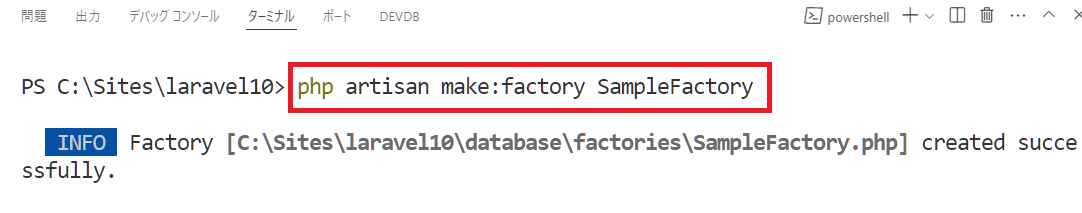 問題 出力 デバッグ コンソール ターミナル ポート DEVDB powershell
PS C:\Sites\laravel10> php artisan make:factory SampleFactory
INFO Factory [C:\Sites\laravel10\database\factories\SampleFactory.php] created succe
ssfully.